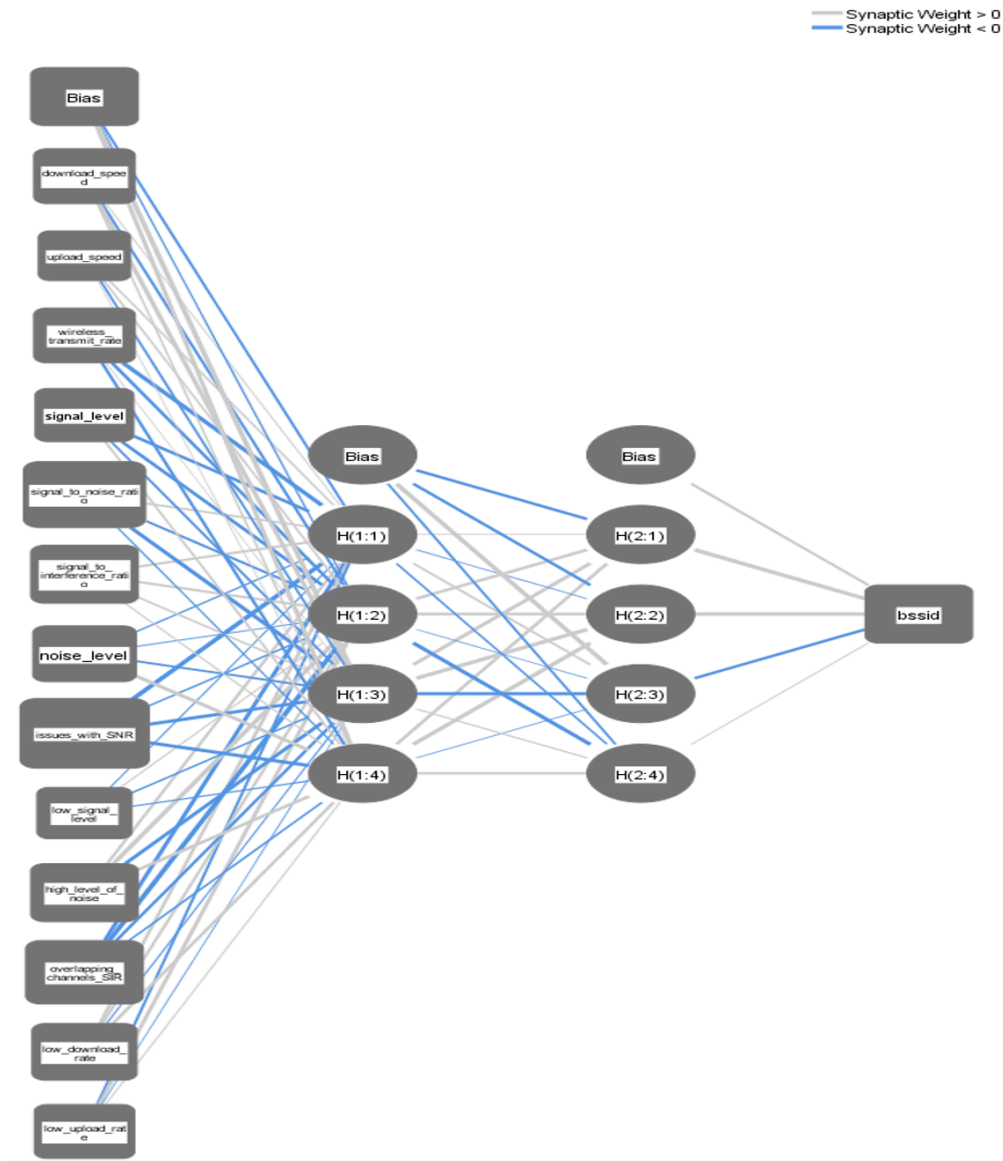 Synaptic Weight > 0
Synaptic Weight < 0
Bias
download_spee
d
upload_speed
wireless_
transmit_rate
signal_level
signal_to_noise_rati
o
signal_to_
interference_rati
o
noise_level
issues_with_SNR
low_signal_
level
high_level_of_
noise
overlapping_
channels_SIR
low_download_
rate
low_upload_rat
e
Bias
H(1:1)
H(1:2)
H(1:3)
H(1:4)
Bias
H(2:1)
H(2:2)
H(2:3)
H(2:4)
bssid